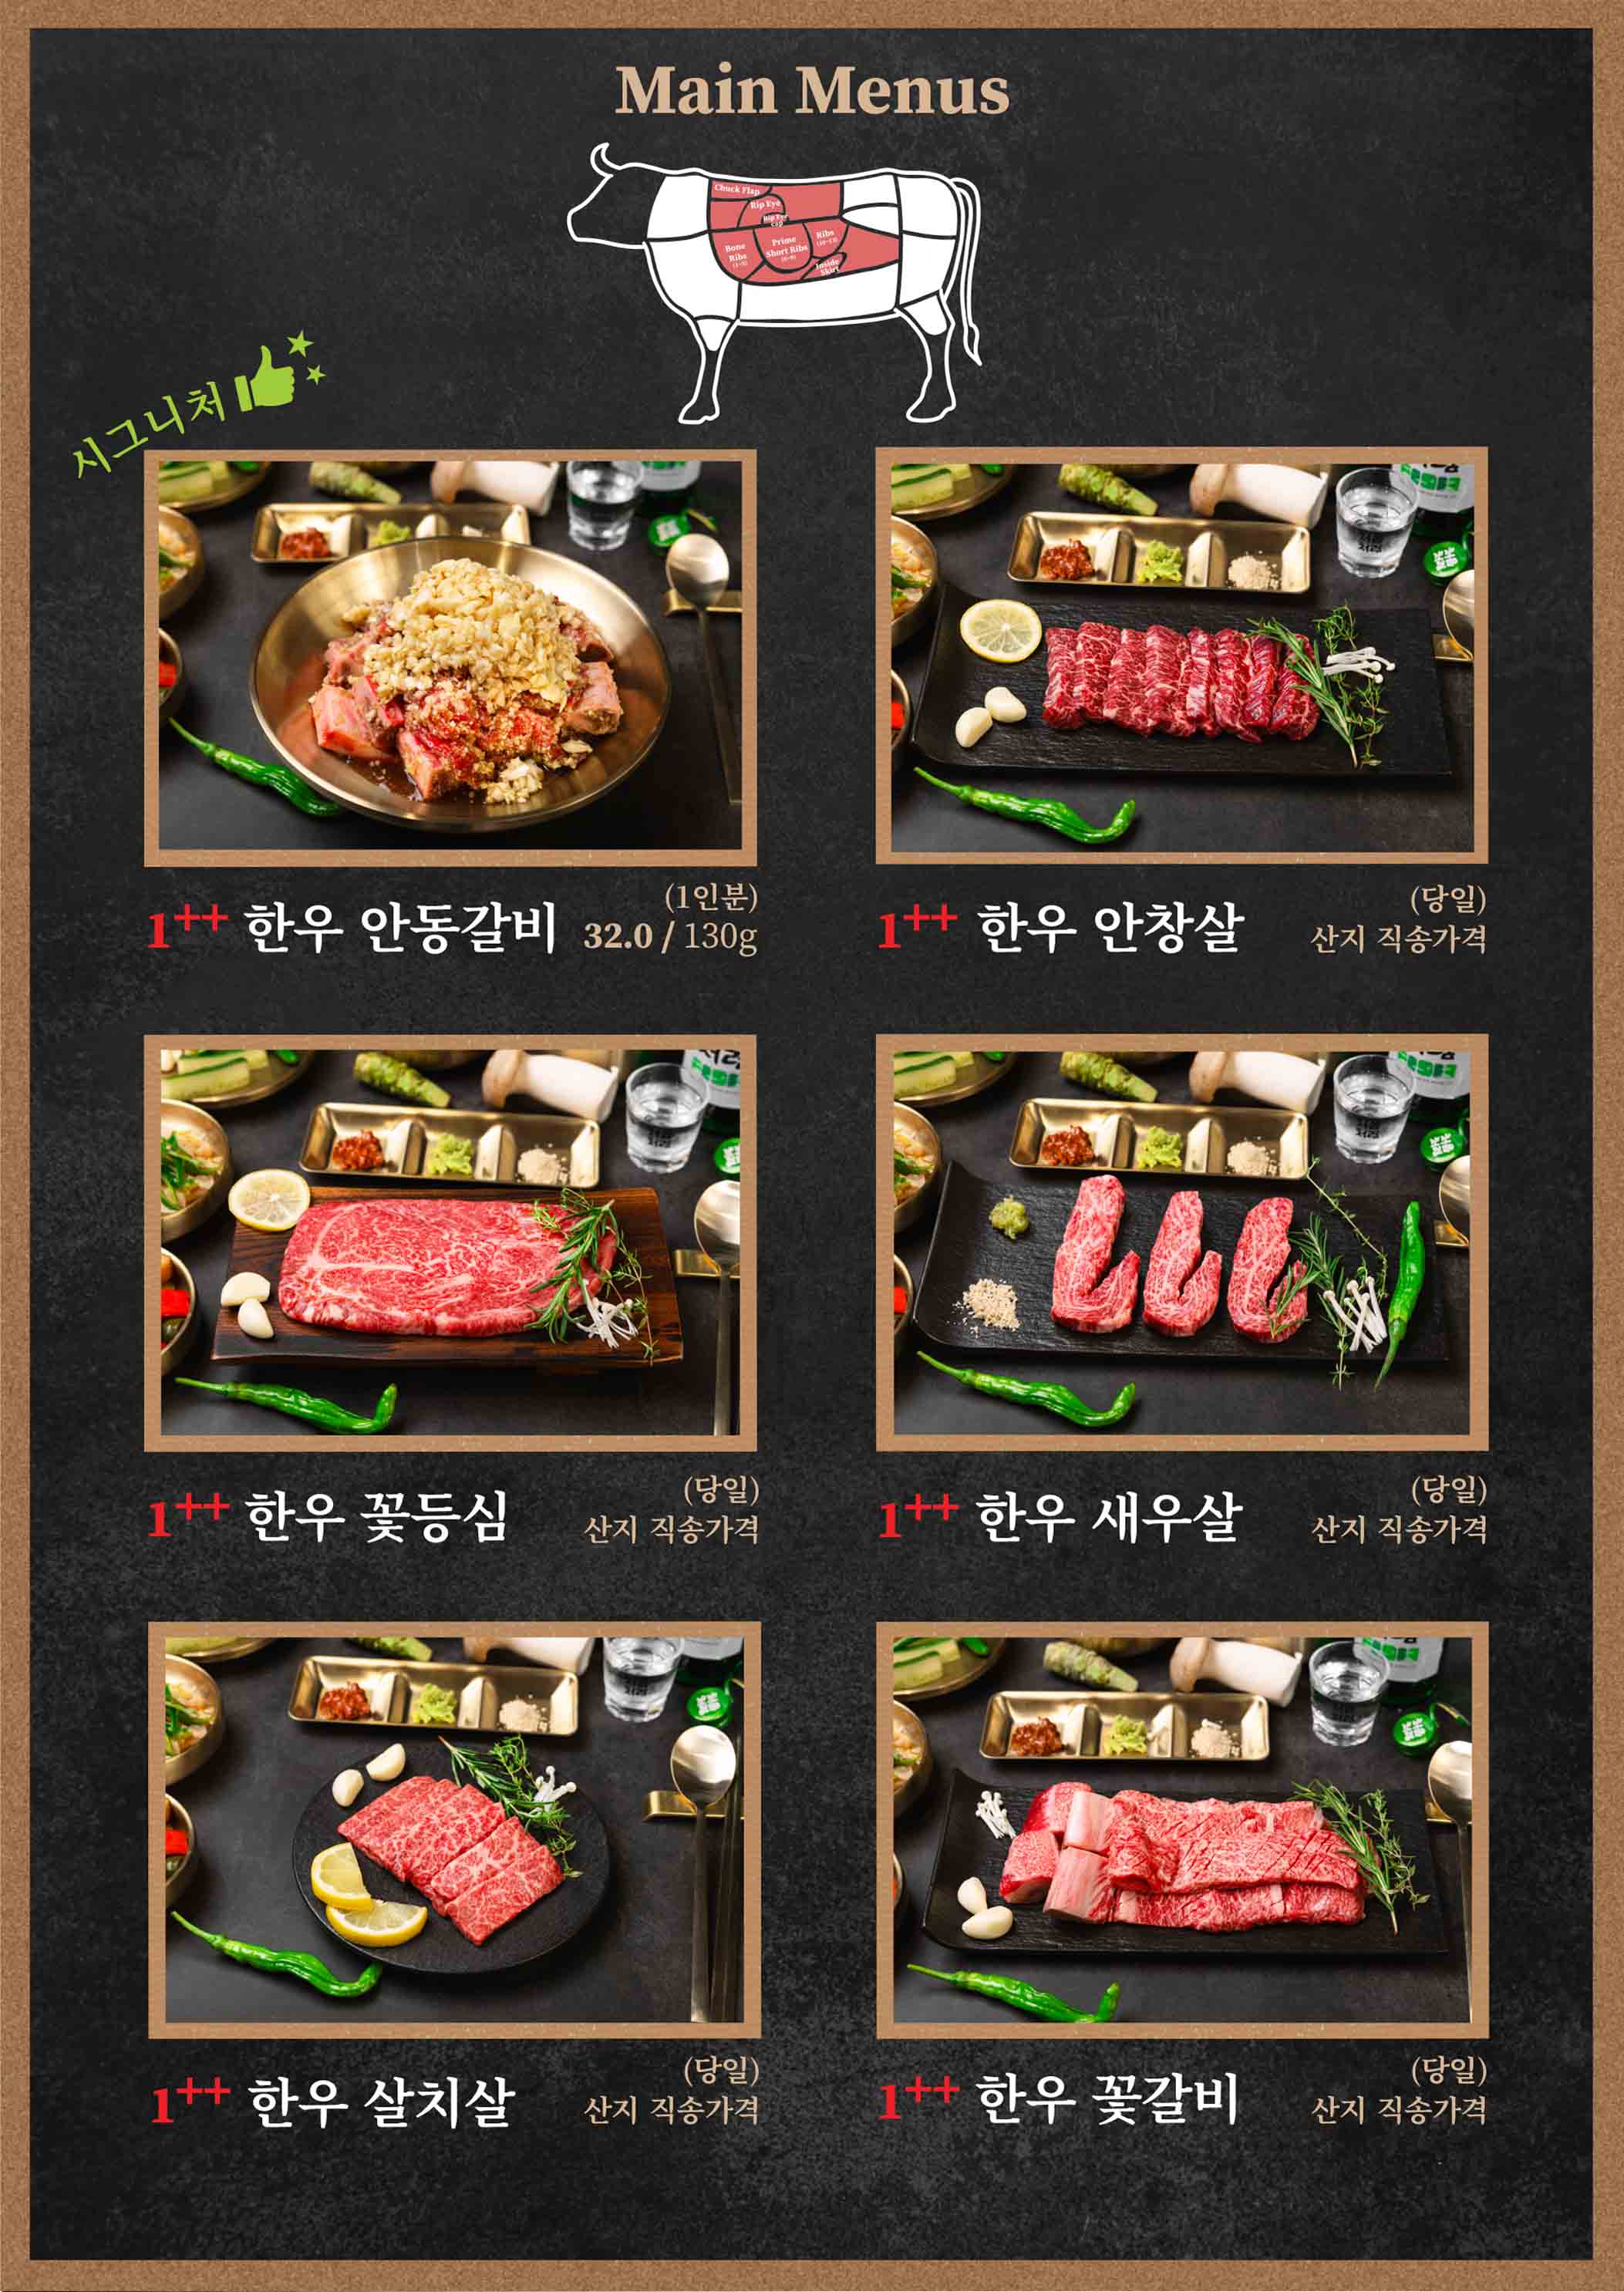 Main Menus
Chuck Flap
Rip Eye
Rip Eye
cap
Bone
Ribs
Prime
Short Ribs
Ribs
Inside
Skirt
시그니처
1++ 한우 안동갈비
(1인분)
32.0 / 130g
1++ 한우 안창살
(당일)
산지 직송가격
1++ 한우 꽃등심
(당일)
산지 직송가격
1++ 한우 새우살
(당일)
산지 직송가격
1++ 한우 살치살
(당일)
산지 직송가격
1++ 한우 꽃갈비
(당일)
산지 직송가격